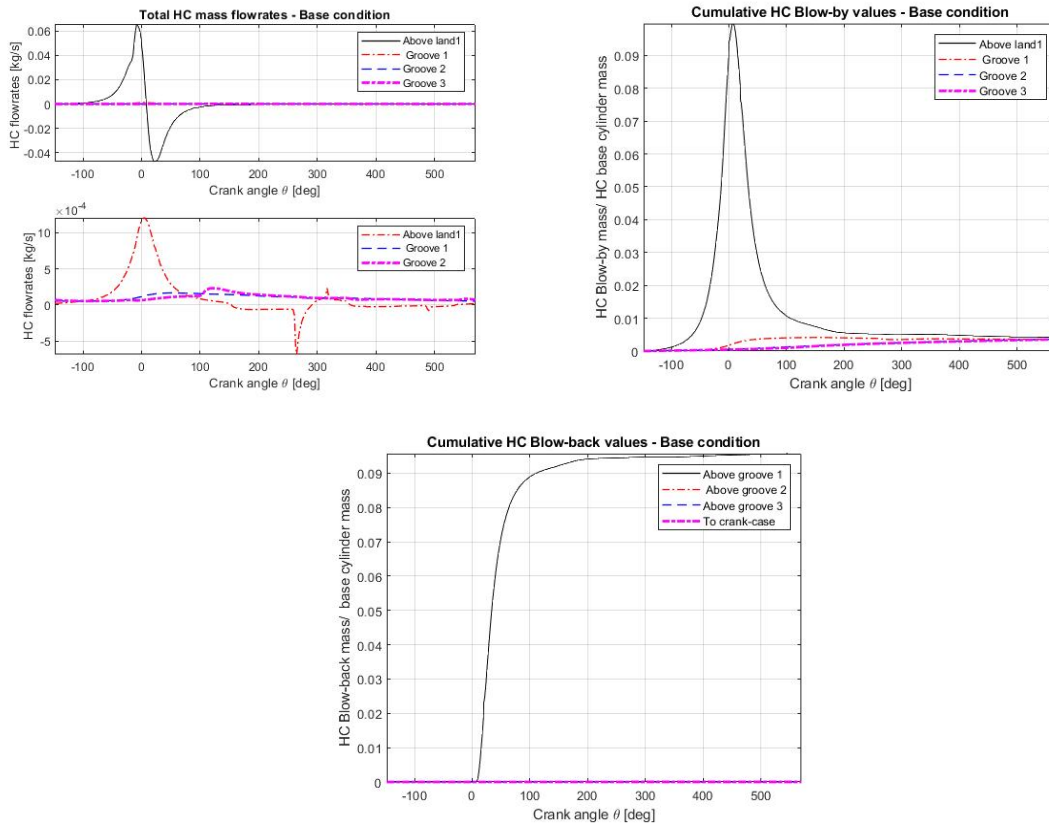 Total HC mass flowrates - Base condition
HC flowrates [kg/s]
0.06
0.04
0.02
0
-0.02
-0.04
Above land1
Groove 1
Groove 2
Groove 3
-100 0 100 200 300 400 500
Crank angle θ [deg]
×10⁻⁴
HC flowrates [kg/s]
10
5
0
-5
Above land1
Groove 1
Groove 2
-100 0 100 200 300 400 500
Crank angle θ [deg]
Cumulative HC Blow-by values - Base condition
HC Blow-by mass/ HC base cylinder mass
0.09
0.08
0.07
0.06
0.05
0.04
0.03
0.02
0.01
0
Above land1
Groove 1
Groove 2
Groove 3
-100 0 100 200 300 400 500
Crank angle θ [deg]
Cumulative HC Blow-back values - Base condition
HC Blow-back mass/ base cylinder mass
0.09
0.08
0.07
0.06
0.05
0.04
0.03
0.02
0.01
0
Above groove 1
Above groove 2
Above groove 3
To crank-case
-100 0 100 200 300 400 500
Crank angle θ [deg]